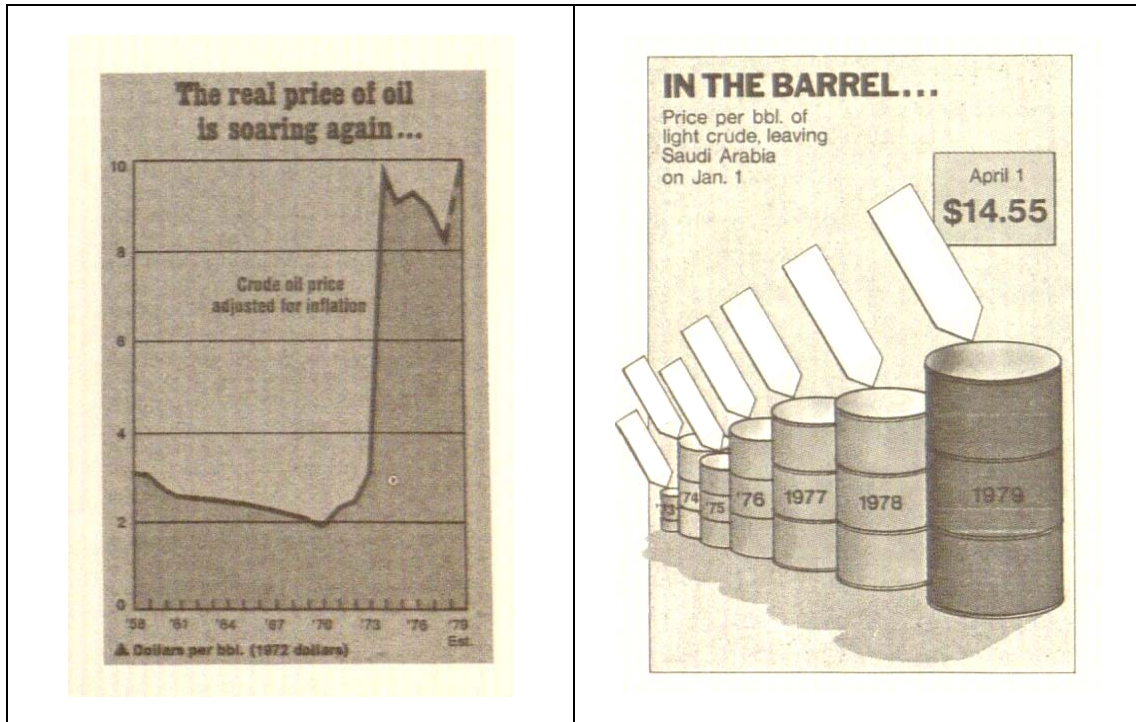 The real price of oil
is soaring again...
10
8
6
4
2
0
Crude oil price
adjusted for inflation
'58
'61
'64
'67
'70
'73
'76
'79
Est.
▲ Dollars per bbl. (1972 dollars)
IN THE BARREL...
Price per bbl. of
light crude, leaving
Saudi Arabia
on Jan. 1
April 1
$14.55
'73
'74
'75
'76
1977
1978
1979